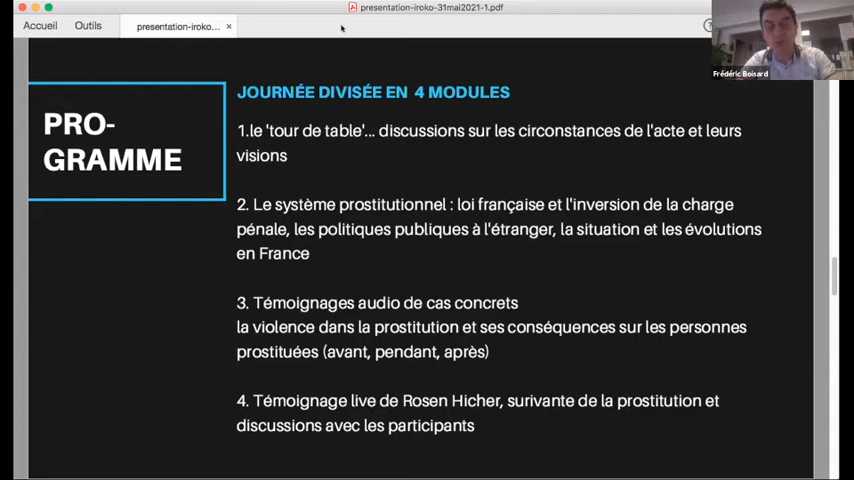 presentation-iroko-31mai2021-1.pdf
Accueil Outils presentation-iroko... ×
Frédéric Boisard
PRO-
GRAMME
JOURNÉE DIVISÉE EN 4 MODULES
1.le 'tour de table'... discussions sur les circonstances de l'acte et leurs
visions
2. Le système prostitutionnel : loi française et l'inversion de la charge
pénale, les politiques publiques à l'étranger, la situation et les évolutions
en France
3. Témoignages audio de cas concrets
la violence dans la prostitution et ses conséquences sur les personnes
prostituées (avant, pendant, après)
4. Témoignage live de Rosen Hicher, surivante de la prostitution et
discussions avec les participants